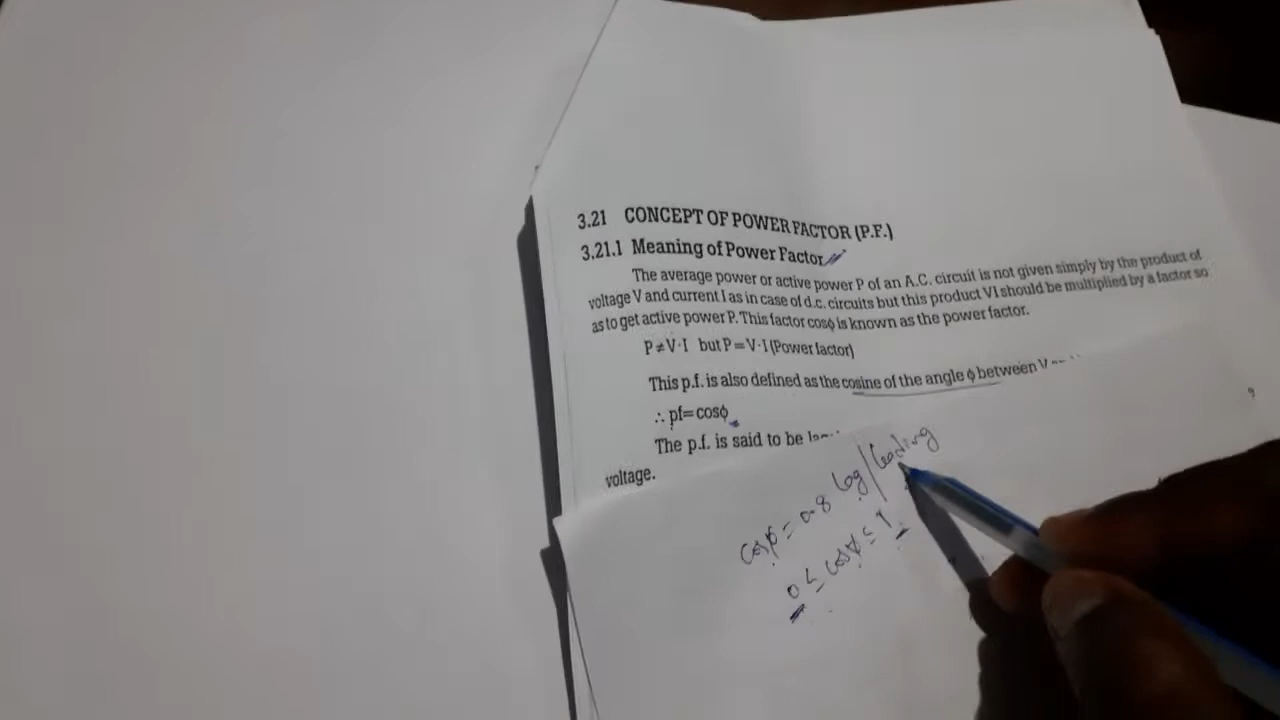 3.21 CONCEPT OF POWER FACTOR (P.F.)
3.21.1 Meaning of Power Factor
The average power or active power P of an A.C. circuit is not given simply by the product of
voltage V and current I as in case of d.c. circuits but this product VI should be multiplied by a factor so
as to get active power P. This factor cosϕ is known as the power factor.
P ≠ V·I but P = V·I (Power factor)
This p.f. is also defined as the cosine of the angle ϕ between V
∴ pf = cosϕ
The p.f. is said to be
voltage.
cosϕ = 0.8 log/leading
0 ≤ cosϕ ≤ 1